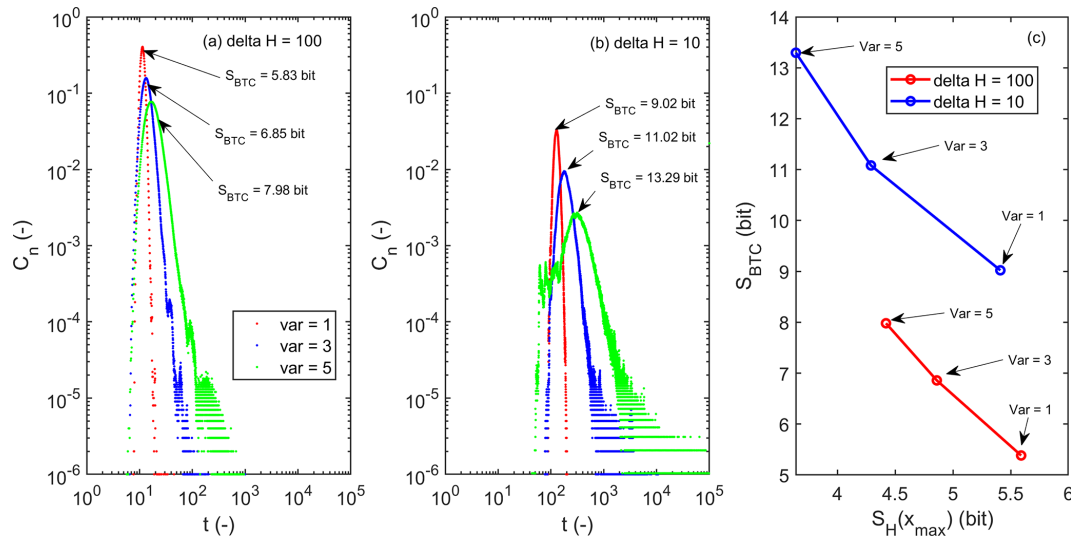 (a) delta H = 100
S_BTC = 5.83 bit
S_BTC = 6.85 bit
S_BTC = 7.98 bit
var = 1
var = 3
var = 5
10^0
10^-1
10^-2
10^-3
10^-4
10^-5
10^-6
C_n (-)
10^0 10^1 10^2 10^3 10^4 10^5
t (-)
(b) delta H = 10
S_BTC = 9.02 bit
S_BTC = 11.02 bit
S_BTC = 13.29 bit
10^0
10^-1
10^-2
10^-3
10^-4
10^-5
10^-6
C_n (-)
10^0 10^1 10^2 10^3 10^4 10^5
t (-)
(c)
Var = 5
delta H = 100
delta H = 10
Var = 3
Var = 1
Var = 5
Var = 3
Var = 1
14
13
12
11
10
9
8
7
6
5
S_BTC (bit)
4 4.5 5 5.5 6
S_H(x_max) (bit)